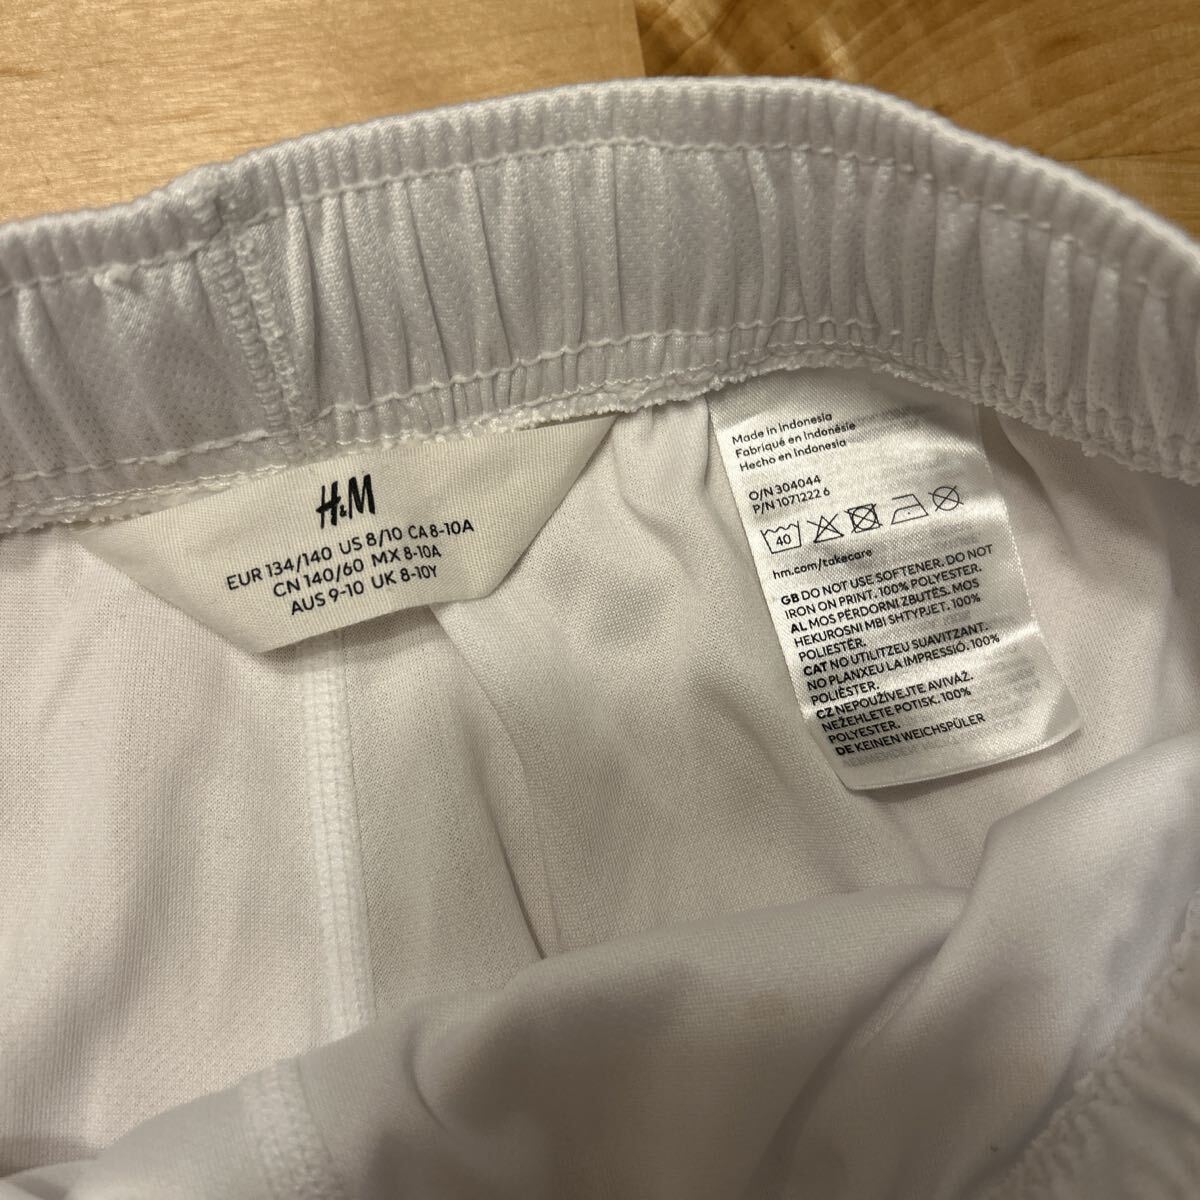 H&M
EUR 134/140 US 8/10 CA 8-10A
CN 140/60 MX 8-10A
AUS 9-10 UK 8-10Y
Made in Indonesia
Fabriqué en Indonésie
Hecho en Indonesia
O/N 304044
P/N 1071222 6
40
hm.com/takecare
GB DO NOT USE SOFTENER. DO NOT
IRON ON PRINT. 100% POLYESTER.
AL MOS PËRDORNI ZBUTËS. MOS
HEKUROSNI MBI SHTYPJET. 100%
POLIESTËR.
CAT NO UTILITZEU SUAVITZANT.
NO PLANXEU LA IMPRESSIÓ. 100%
POLIÈSTER.
CZ NEPOUŽÍVEJTE AVIVÁŽ.
NEŽEHLETE POTISK. 100%
POLYESTER.
DE KEINEN WEICHSPÜLER